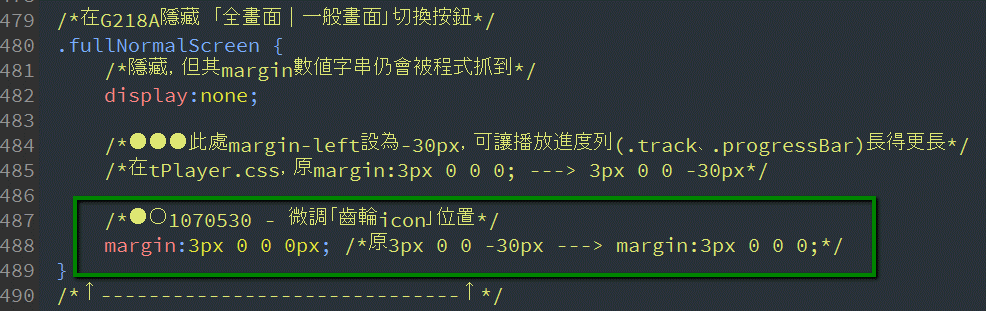 479 /*在G218A隱藏 「全畫面|一般畫面」切換按鈕*/
480 .fullNormalScreen {
481 /*隱藏,但其margin數值字串仍會被程式抓到*/
482 display:none;
483
484 /*●●●此處margin-left設為-30px,可讓播放進度列(.track、.progressBar)長得更長*/
485 /*在tPlayer.css,原margin:3px 0 0 0; ---> 3px 0 0 -30px*/
486
487 /*●○1070530 - 微調「齒輪icon」位置*/
488 margin:3px 0 0 0px; /*原3px 0 0 -30px ---> margin:3px 0 0 0;*/
489 }
490 /*↑------------------------------↑*/